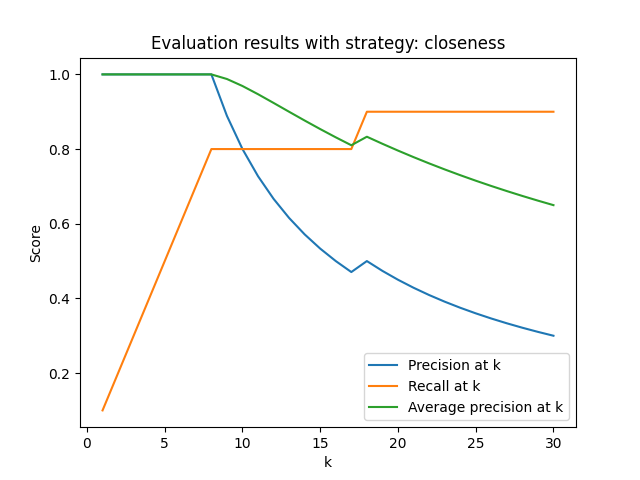 Evaluation results with strategy: closeness
1.0
0.8
0.6
0.4
0.2
Score
0 5 10 15 20 25 30
k
Precision at k
Recall at k
Average precision at k